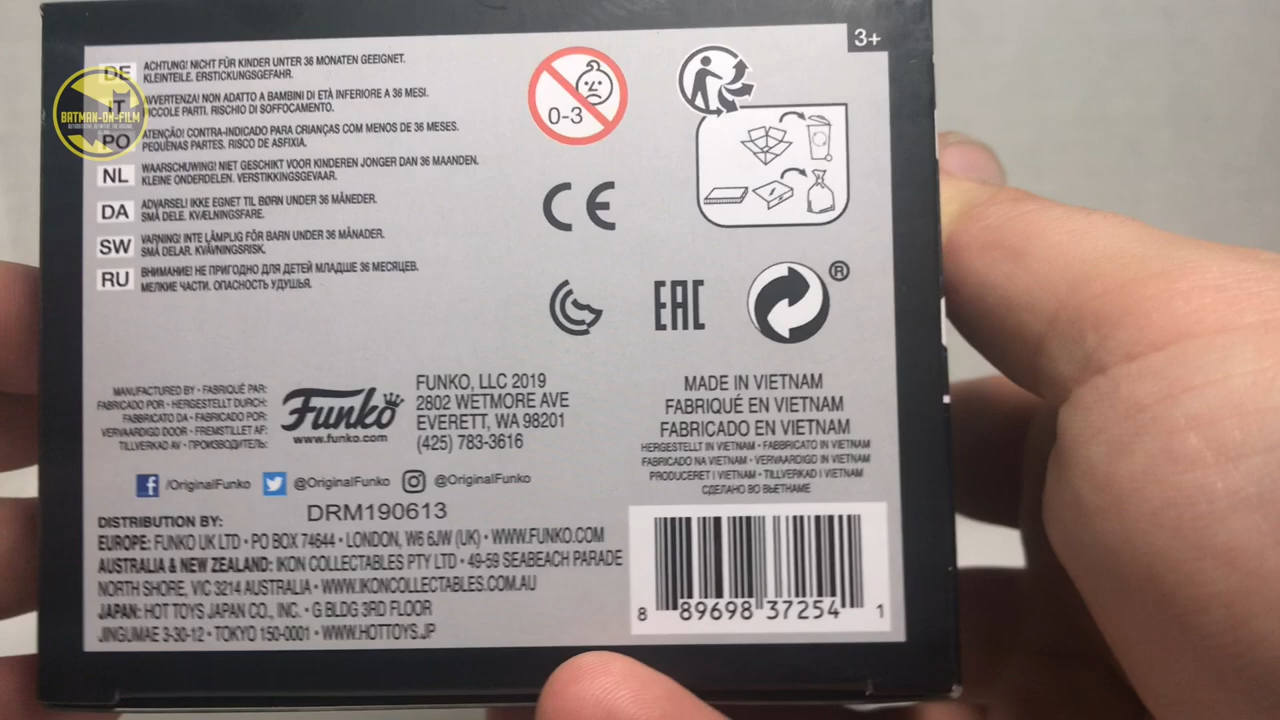 3+
DE
ACHTUNG! NICHT FÜR KINDER UNTER 36 MONATEN GEEIGNET.
KLEINTEILE. ERSTICKUNGSGEFAHR.
IT
AVVERTENZA! NON ADATTO A BAMBINI DI ETÀ INFERIORE A 36 MESI.
PICCOLE PARTI. RISCHIO DI SOFFOCAMENTO.
BATMAN-ON-FILM
PO
ATENÇÃO! CONTRA-INDICADO PARA CRIANÇAS COM MENOS DE 36 MESES.
PEQUENAS PARTES. RISCO DE ASFIXIA.
NL
WAARSCHUWING! NIET GESCHIKT VOOR KINDEREN JONGER DAN 36 MAANDEN.
KLEINE ONDERDELEN. VERSTIKKINGSGEVAAR.
DA
ADVARSEL! IKKE EGNET TIL BØRN UNDER 36 MÅNEDER.
SMÅ DELE. KVÆLNINGSFARE.
SW
VARNING! INTE LÄMPLIG FÖR BARN UNDER 36 MÅNADER.
SMÅ DELAR. KVÄVNINGSRISK.
RU
ВНИМАНИЕ! НЕ ПРИГОДНО ДЛЯ ДЕТЕЙ МЛАДШЕ 36 МЕСЯЦЕВ.
МЕЛКИЕ ЧАСТИ. ОПАСНОСТЬ УДУШЬЯ.
0-3
CE
EAC
®
MANUFACTURED BY • FABRIQUÉ PAR:
FABRICADO POR • HERGESTELLT DURCH:
FABBRICATO DA • FABRICADO POR:
VERVAARDIGD DOOR • FREMSTILLET AF:
TILLVERKAD AV • ПРОИЗВОДИТЕЛЬ:
Funko
www.funko.com
FUNKO, LLC 2019
2802 WETMORE AVE
EVERETT, WA 98201
(425) 783-3616
MADE IN VIETNAM
FABRIQUÉ EN VIETNAM
FABRICADO EN VIETNAM
HERGESTELLT IN VIETNAM • FABBRICATO IN VIETNAM
FABRICADO NA VIETNAM • VERVAARDIGD IN VIETNAM
PRODUCERET I VIETNAM • TILLVERKAD I VIETNAM
СДЕЛАНО ВО ВЬЕТНАМЕ
f /OriginalFunko @OriginalFunko @OriginalFunko
DRM190613
DISTRIBUTION BY:
EUROPE: FUNKO UK LTD • PO BOX 74644 • LONDON, W6 6JW (UK) • WWW.FUNKO.COM
AUSTRALIA & NEW ZEALAND: IKON COLLECTABLES PTY LTD • 49-59 SEABEACH PARADE
NORTH SHORE, VIC 3214 AUSTRALIA • WWW.IKONCOLLECTABLES.COM.AU
JAPAN: HOT TOYS JAPAN CO., INC. • G BLDG 3RD FLOOR
JINGUMAE 3-30-12 • TOKYO 150-0001 • WWW.HOTTOYS.JP
8 89698 37254 1